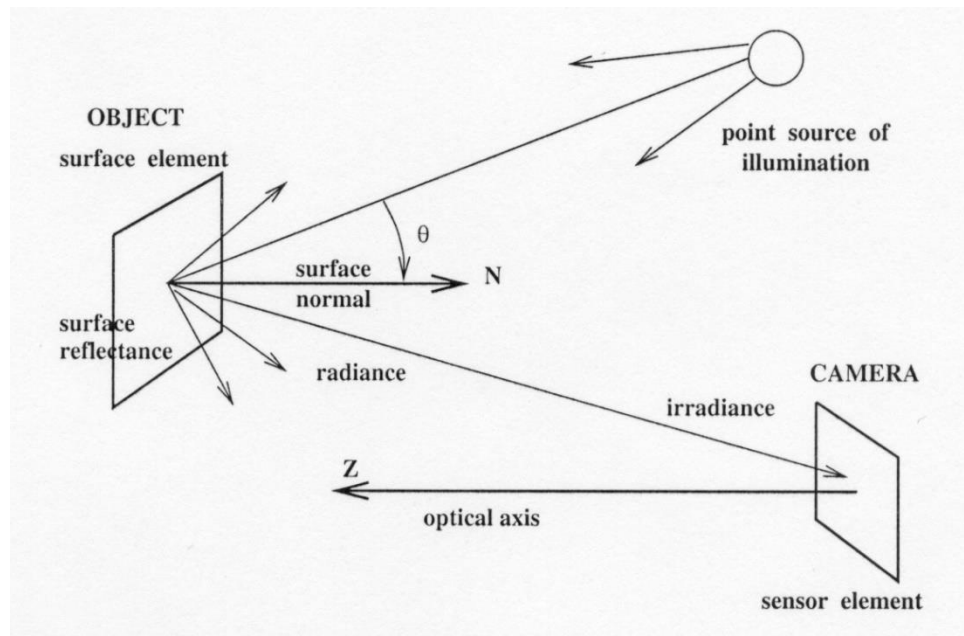 OBJECT
surface element
point source of
illumination
θ
surface
normal
N
surface
reflectance
radiance
CAMERA
irradiance
Z
optical axis
sensor element